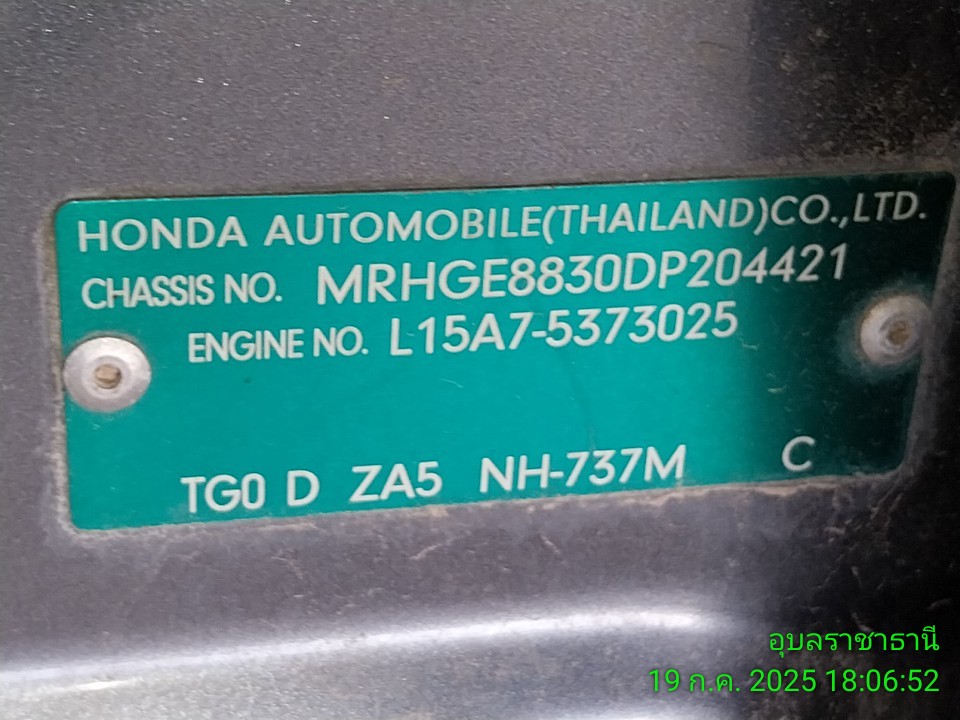 HONDA AUTOMOBILE(THAILAND)CO.,LTD.
CHASSIS NO. MRHGE8830DP204421
ENGINE NO. L15A7-5373025
TG0 D ZA5 NH-737M C
อุบลราชาธานี
19 ก.ค. 2025 18:06:52